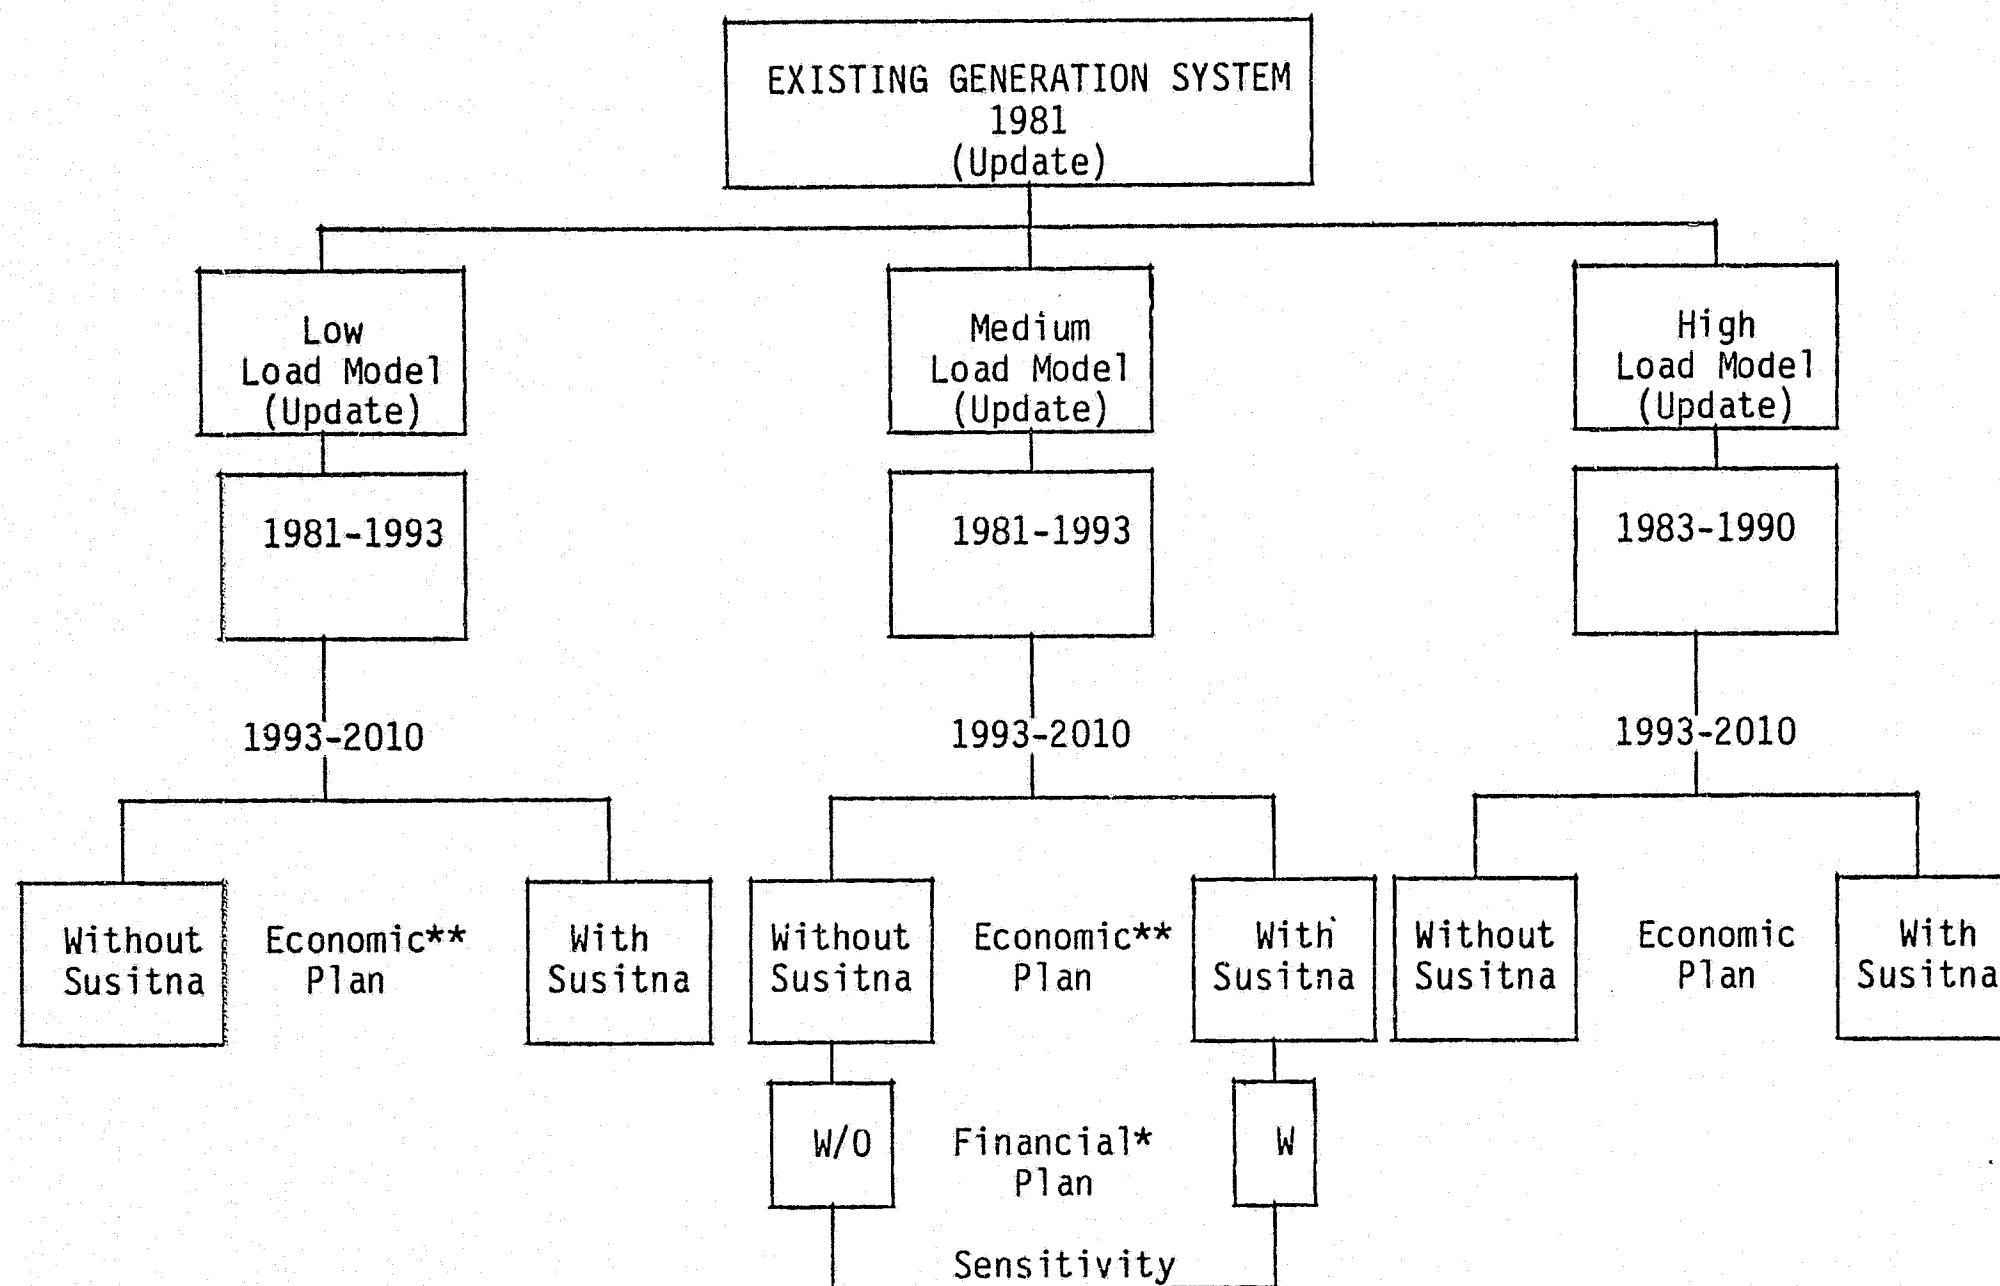 EXISTING GENERATION SYSTEM
1981
(Update)
Low
Load Model
(Update)
Medium
Load Model
(Update)
High
Load Model
(Update)
1981-1993
1981-1993
1983-1990
1993-2010
1993-2010
1993-2010
Without
Susitna
Economic**
Plan
With
Susitna
Without
Susitna
Economic**
Plan
With
Susitna
Without
Susitna
Economic
Plan
With
Susitna
W/O
Financial*
Plan
W
Sensitivity